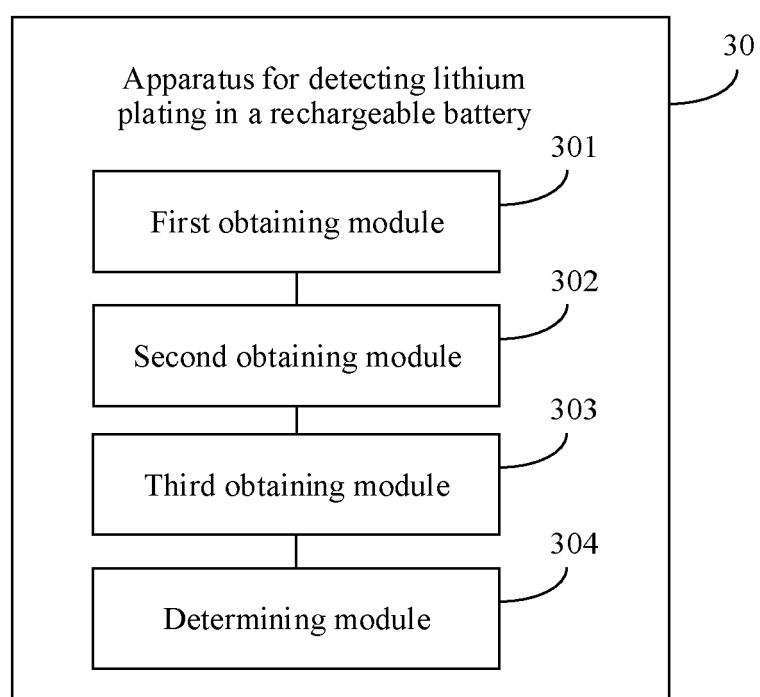 30
Apparatus for detecting lithium
plating in a rechargeable battery
301
First obtaining module
302
Second obtaining module
303
Third obtaining module
304
Determining module